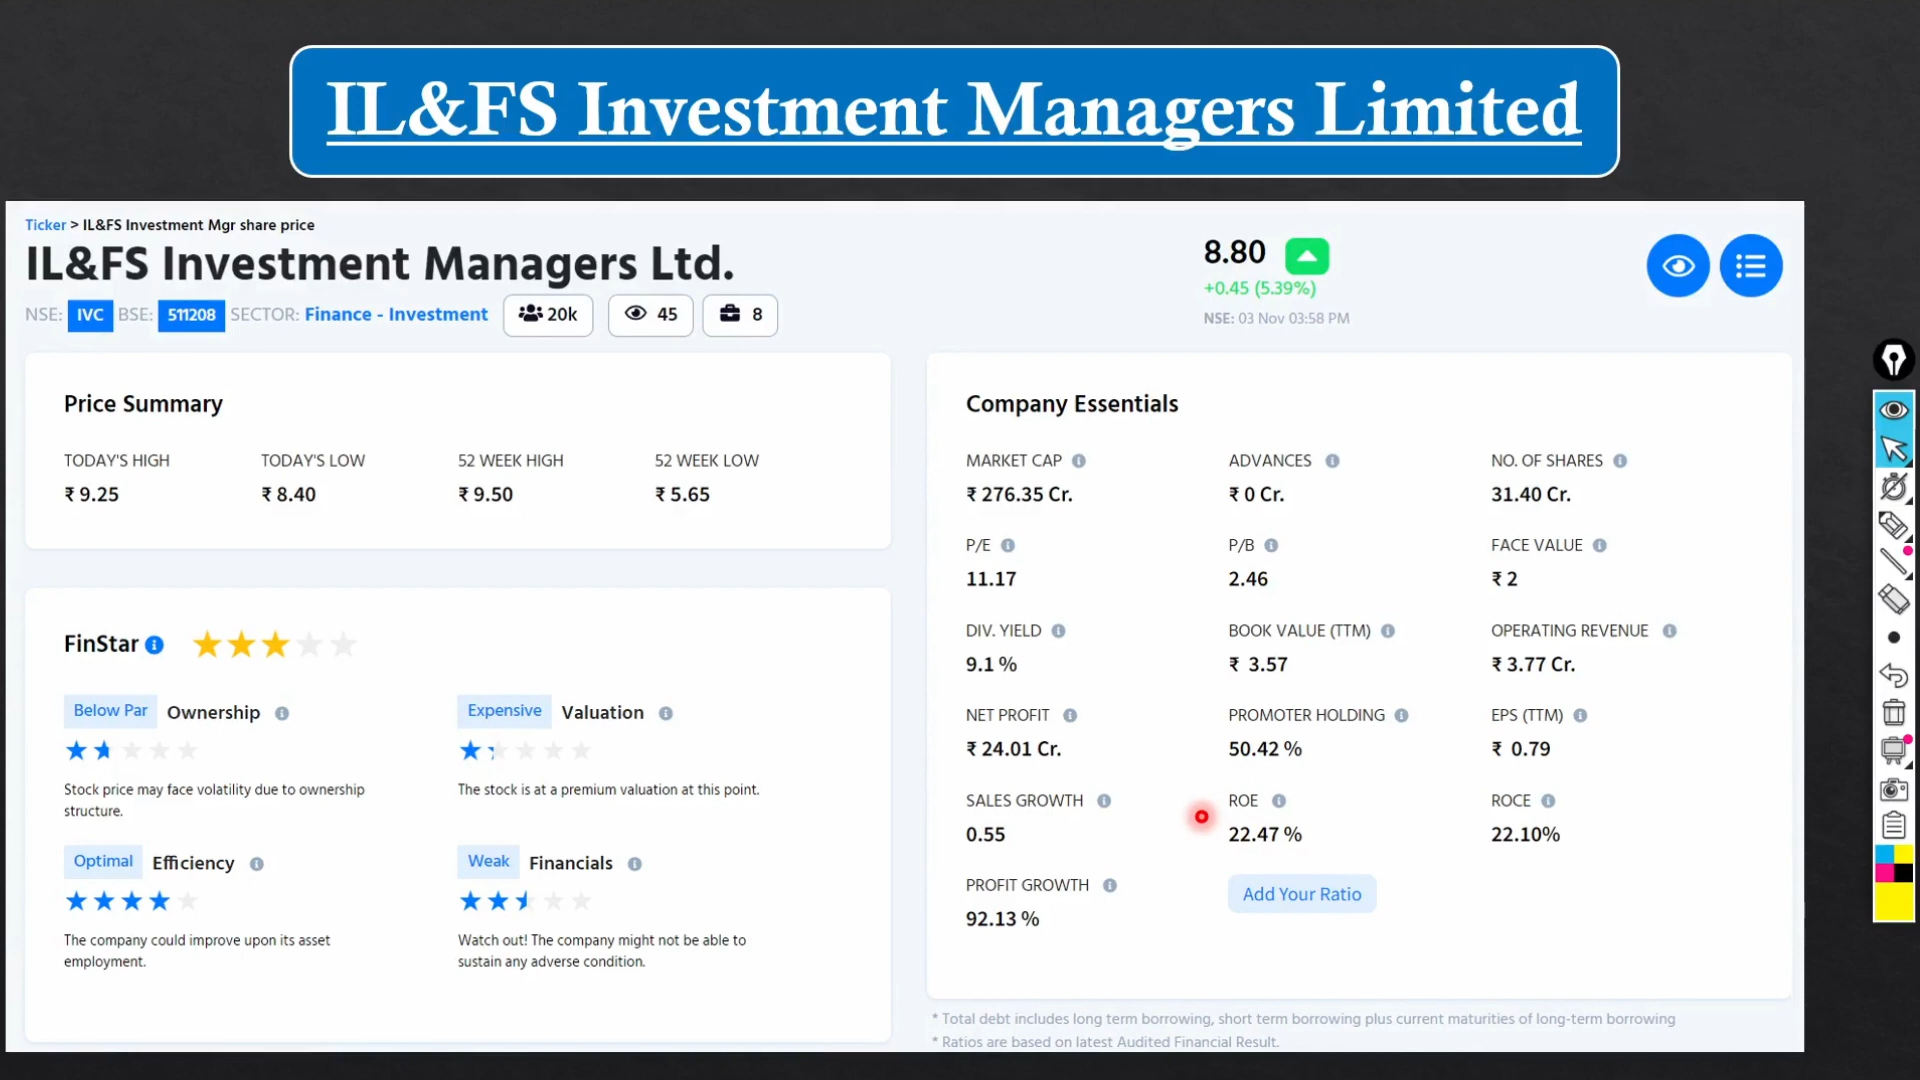 IL&FS Investment Managers Limited
Ticker > IL&FS Investment Mgr share price
IL&FS Investment Managers Ltd.
NSE: IVC BSE: 511208 SECTOR: Finance - Investment 20k 45 8
8.80
+0.45 (5.39%)
NSE: 03 Nov 03:58 PM
Price Summary
TODAY'S HIGH TODAY'S LOW 52 WEEK HIGH 52 WEEK LOW
₹ 9.25 ₹ 8.40 ₹ 9.50 ₹ 5.65
FinStar
Below Par Ownership
Stock price may face volatility due to ownership
structure.
Expensive Valuation
The stock is at a premium valuation at this point.
Optimal Efficiency
The company could improve upon its asset
employment.
Weak Financials
Watch out! The company might not be able to
sustain any adverse condition.
Company Essentials
MARKET CAP ADVANCES NO. OF SHARES
₹ 276.35 Cr. ₹ 0 Cr. 31.40 Cr.
P/E P/B FACE VALUE
11.17 2.46 ₹ 2
DIV. YIELD BOOK VALUE (TTM) OPERATING REVENUE
9.1 % ₹ 3.57 ₹ 3.77 Cr.
NET PROFIT PROMOTER HOLDING EPS (TTM)
₹ 24.01 Cr. 50.42 % ₹ 0.79
SALES GROWTH ROE ROCE
0.55 22.47 % 22.10%
PROFIT GROWTH
92.13 %
Add Your Ratio
* Total debt includes long term borrowing, short term borrowing plus current maturities of long-term borrowing
* Ratios are based on latest Audited Financial Result.